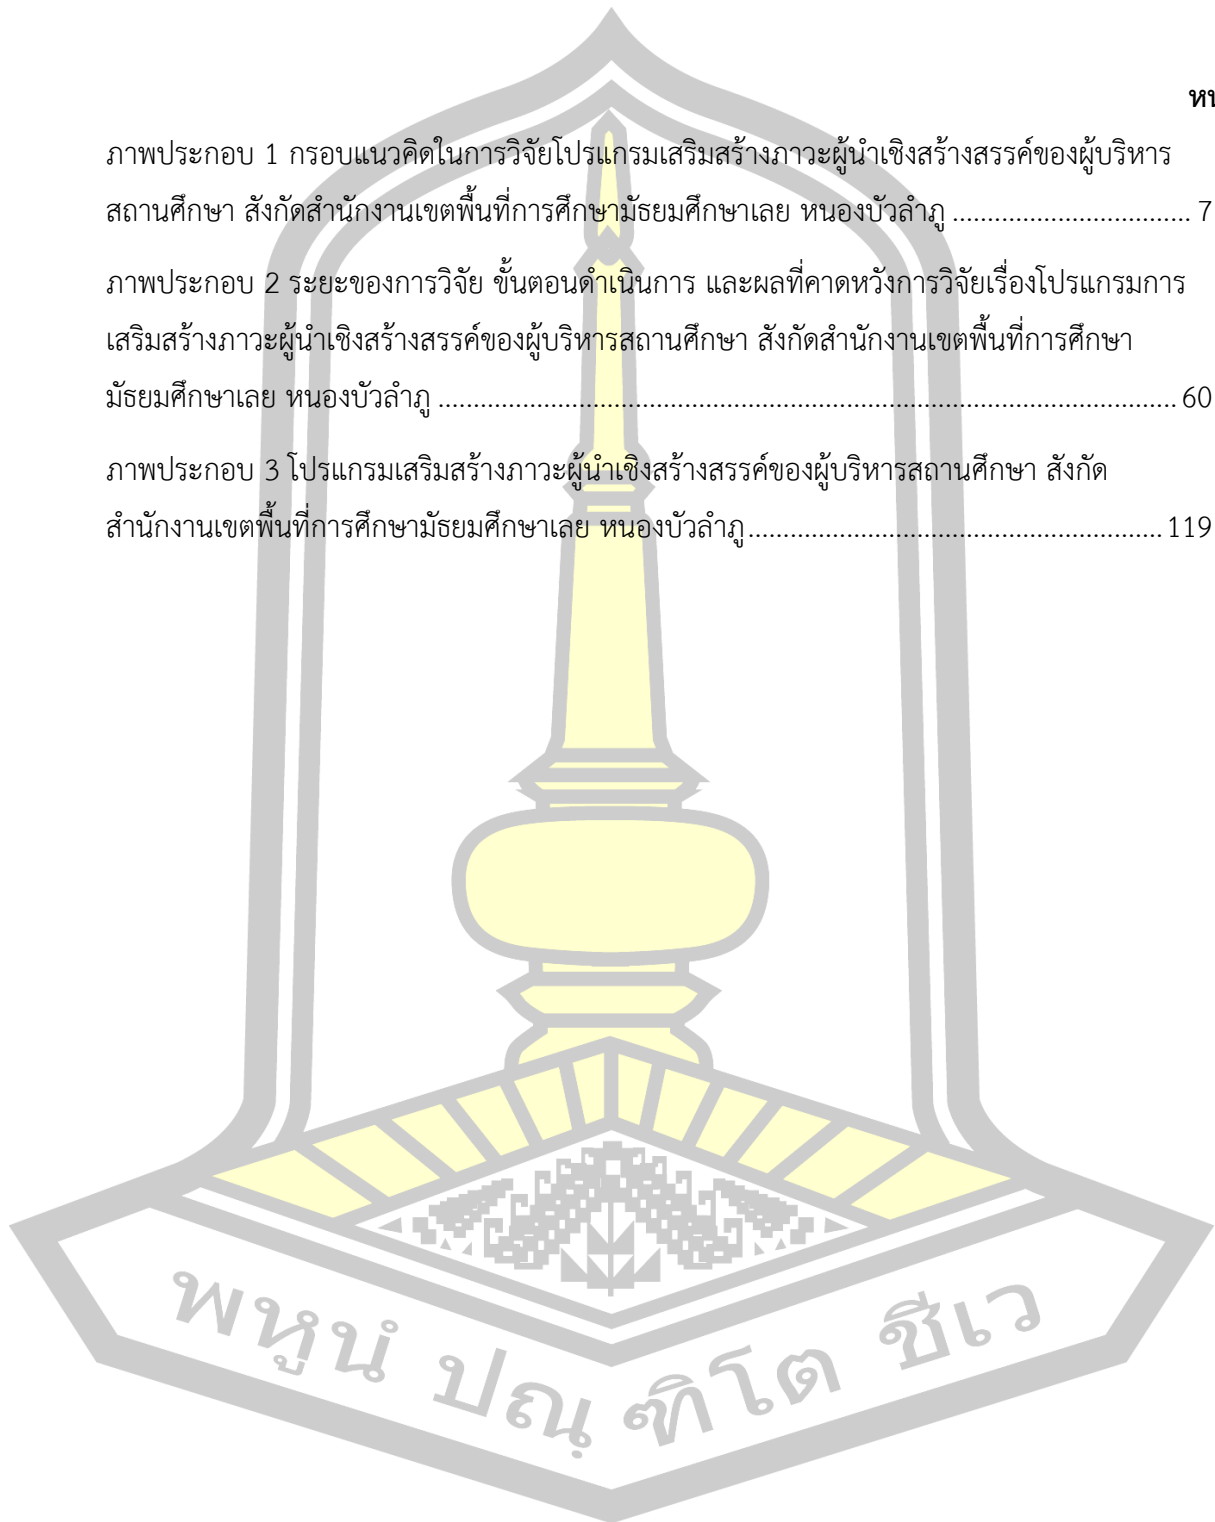 ภาพประกอบ 1 กรอบแนวคิดในการวิจัยโปรแกรมเสริมสร้างภาวะผู้นำเชิงสร้างสรรค์ของผู้บริหาร
สถานศึกษา สังกัดสำนักงานเขตพื้นที่การศึกษามัธยมศึกษาเลย หนองบัวลำภู ................................ 7
ภาพประกอบ 2 ระยะของการวิจัย ขั้นตอนดำเนินการ และผลที่คาดหวังการวิจัยเรื่องโปรแกรมการ
เสริมสร้างภาวะผู้นำเชิงสร้างสรรค์ของผู้บริหารสถานศึกษา สังกัดสำนักงานเขตพื้นที่การศึกษา
มัธยมศึกษาเลย หนองบัวลำภู .................................................................................................. 60
ภาพประกอบ 3 โปรแกรมเสริมสร้างภาวะผู้นำเชิงสร้างสรรค์ของผู้บริหารสถานศึกษา สังกัด
สำนักงานเขตพื้นที่การศึกษามัธยมศึกษาเลย หนองบัวลำภู ....................................................... 119
พหูนํ ปณฺฑิโต ชีเว